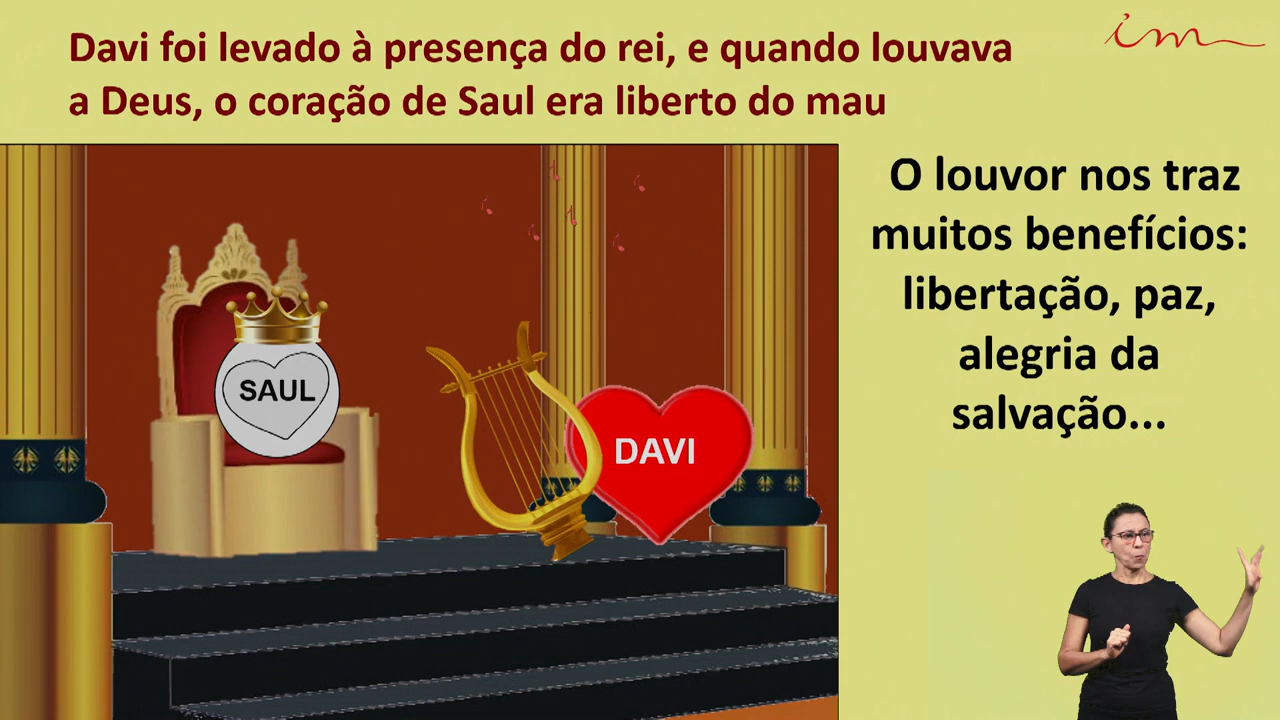 Davi foi levado à presença do rei, e quando louvava
a Deus, o coração de Saul era liberto do mau
im
O louvor nos traz
muitos benefícios:
libertação, paz,
alegria da
salvação...
SAUL
DAVI